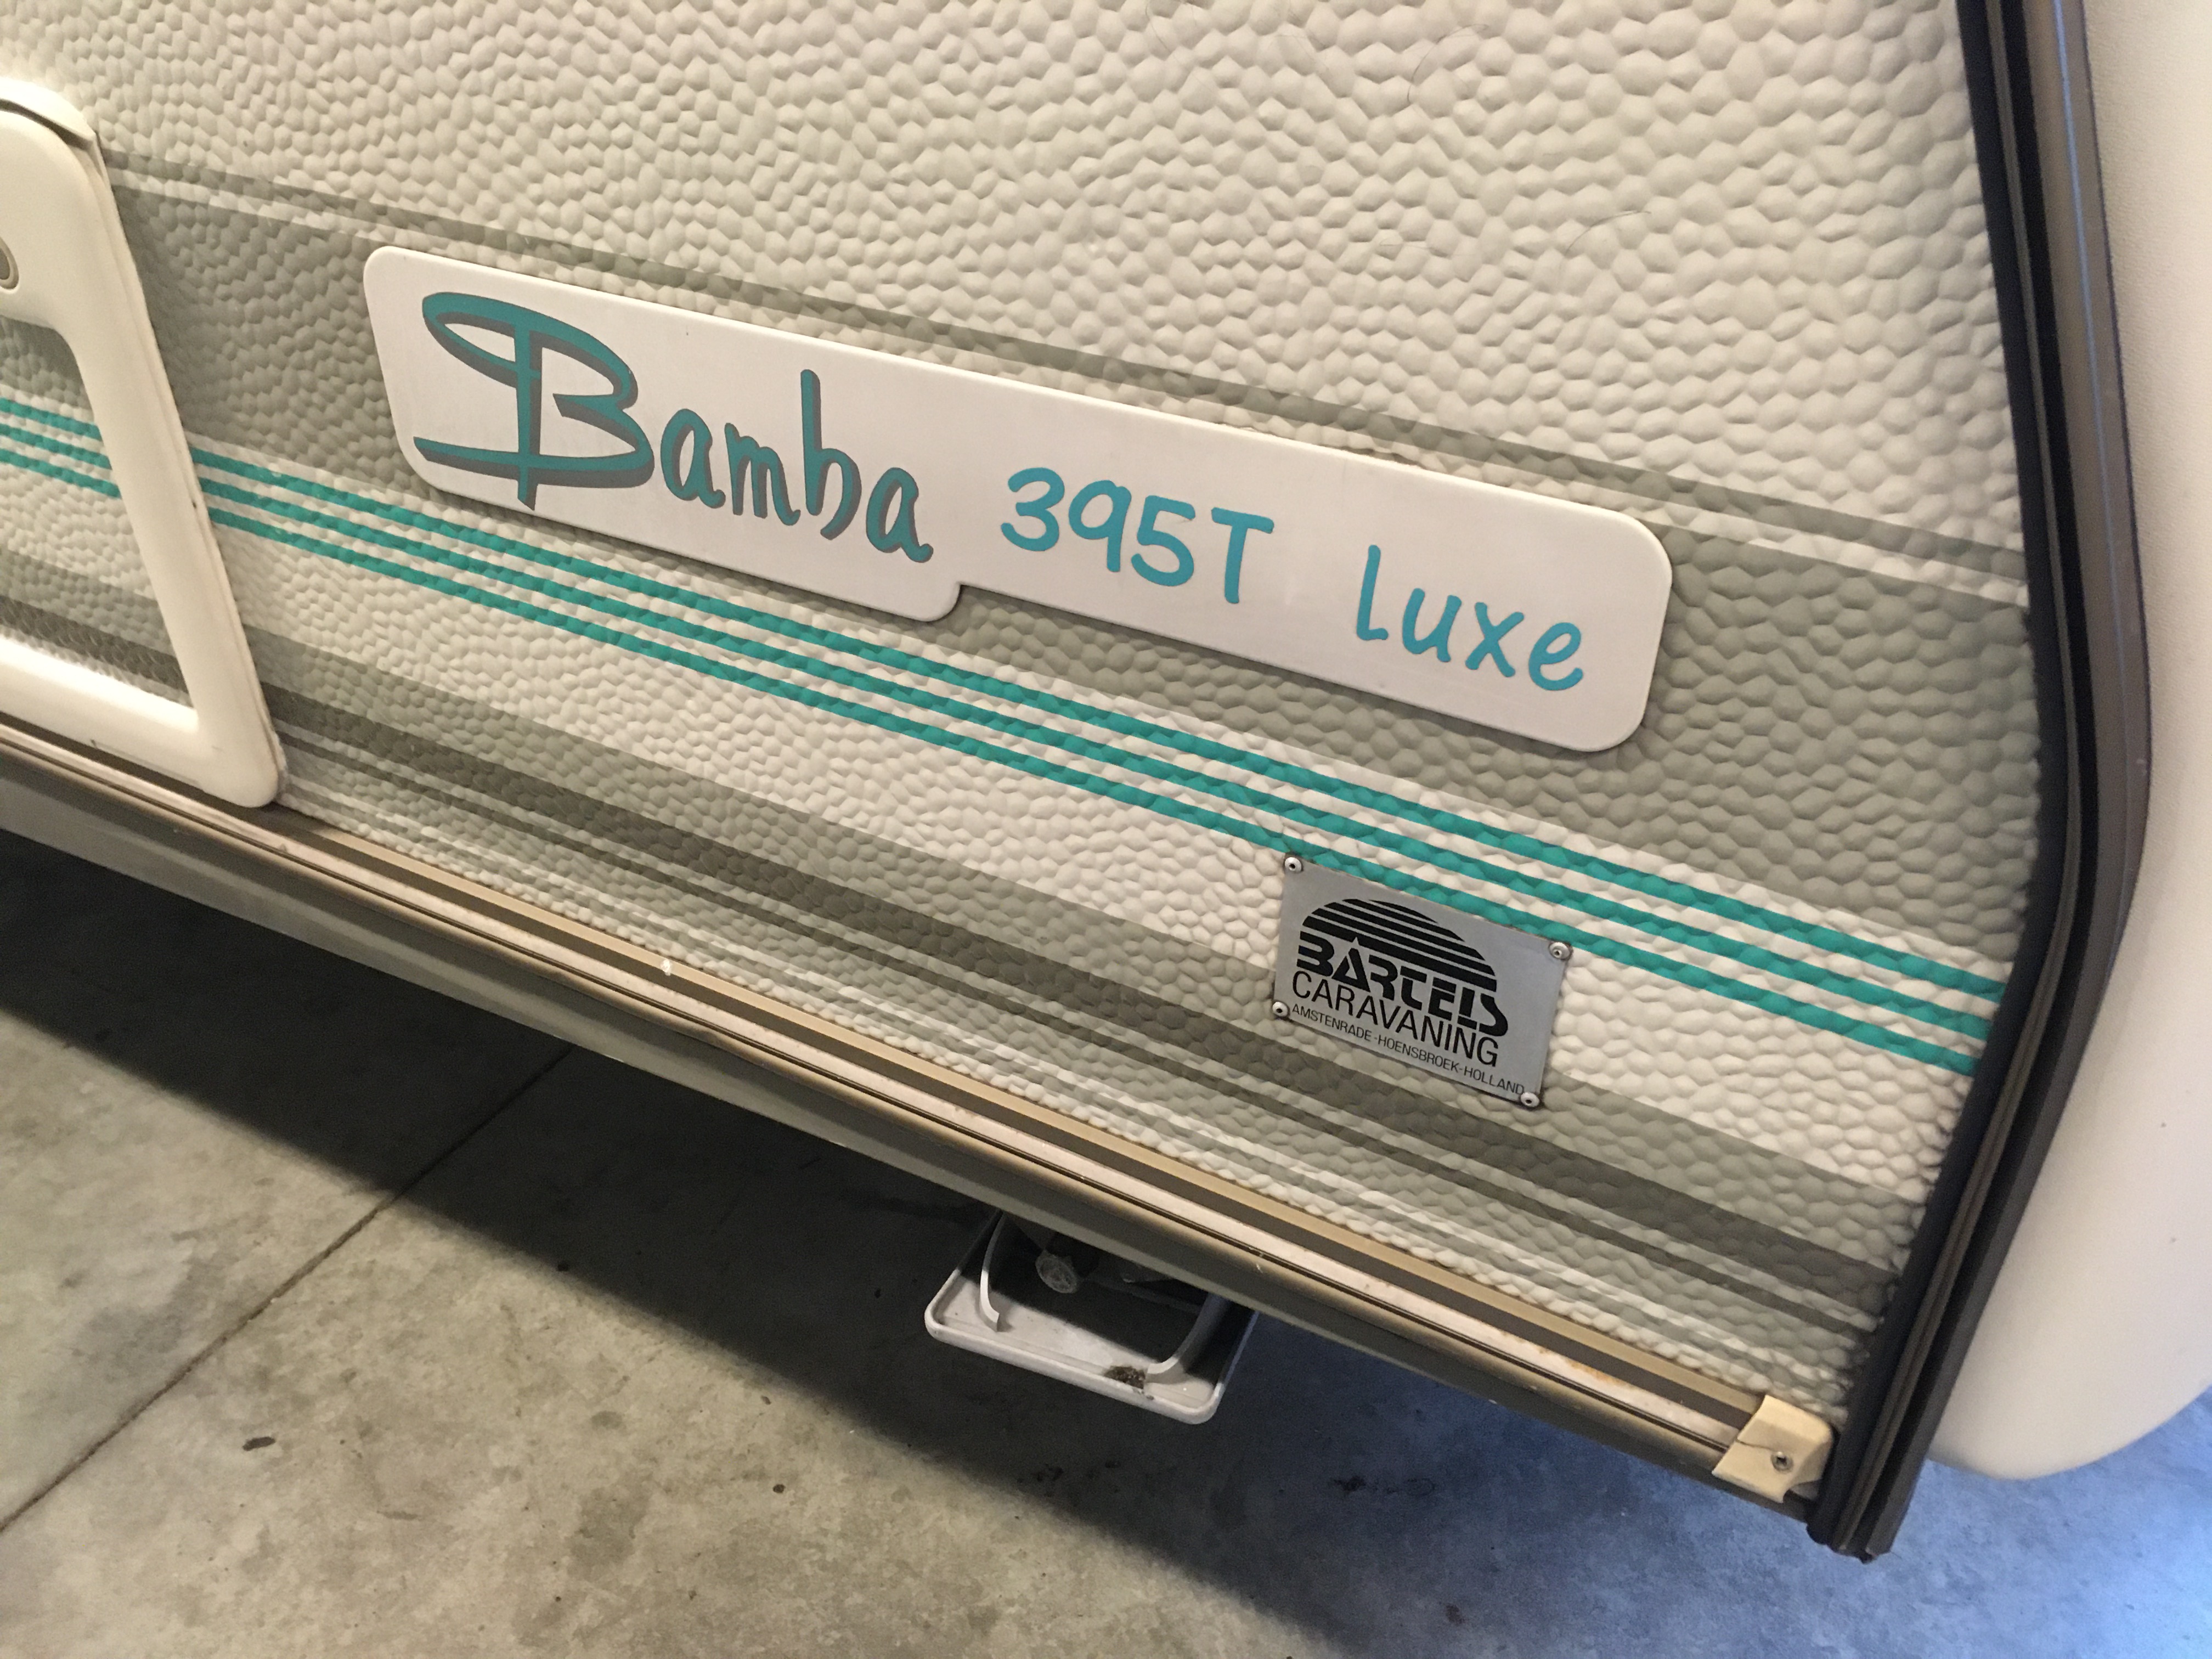 Bamba 395T Luxe
BARTELS
CARAVANING
AMSTENRADE-HOENSBROEK-HOLLAND